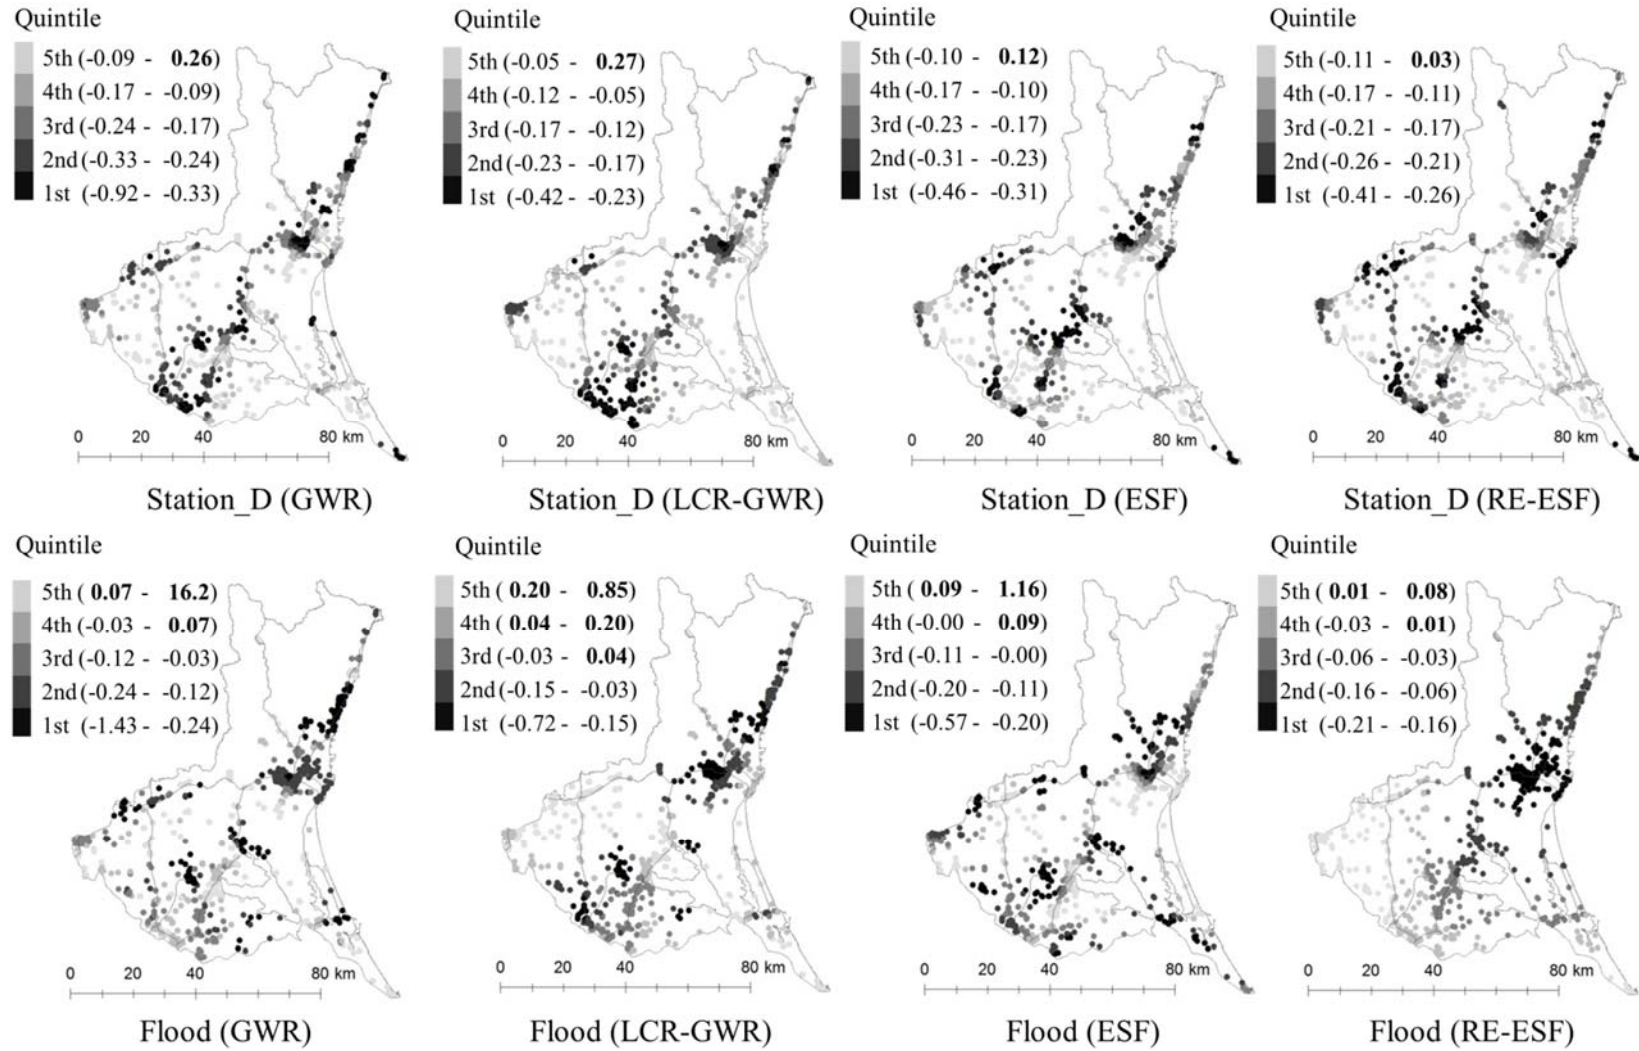 Quintile
5th (-0.09 - 0.26)
4th (-0.17 - -0.09)
3rd (-0.24 - -0.17)
2nd (-0.33 - -0.24)
1st (-0.92 - -0.33)
0 20 40 80 km
Station_D (GWR)
Quintile
5th (-0.05 - 0.27)
4th (-0.12 - -0.05)
3rd (-0.17 - -0.12)
2nd (-0.23 - -0.17)
1st (-0.42 - -0.23)
0 20 40 80 km
Station_D (LCR-GWR)
Quintile
5th (-0.10 - 0.12)
4th (-0.17 - -0.10)
3rd (-0.23 - -0.17)
2nd (-0.31 - -0.23)
1st (-0.46 - -0.31)
0 20 40 80 km
Station_D (ESF)
Quintile
5th (-0.11 - 0.03)
4th (-0.17 - -0.11)
3rd (-0.21 - -0.17)
2nd (-0.26 - -0.21)
1st (-0.41 - -0.26)
0 20 40 80 km
Station_D (RE-ESF)
Quintile
5th ( 0.07 - 16.2)
4th (-0.03 - 0.07)
3rd (-0.12 - -0.03)
2nd (-0.24 - -0.12)
1st (-1.43 - -0.24)
0 20 40 80 km
Flood (GWR)
Quintile
5th ( 0.20 - 0.85)
4th ( 0.04 - 0.20)
3rd (-0.03 - 0.04)
2nd (-0.15 - -0.03)
1st (-0.72 - -0.15)
0 20 40 80 km
Flood (LCR-GWR)
Quintile
5th ( 0.09 - 1.16)
4th (-0.00 - 0.09)
3rd (-0.11 - -0.00)
2nd (-0.20 - -0.11)
1st (-0.57 - -0.20)
0 20 40 80 km
Flood (ESF)
Quintile
5th ( 0.01 - 0.08)
4th (-0.03 - 0.01)
3rd (-0.06 - -0.03)
2nd (-0.16 - -0.06)
1st (-0.21 - -0.16)
0 20 40 80 km
Flood (RE-ESF)